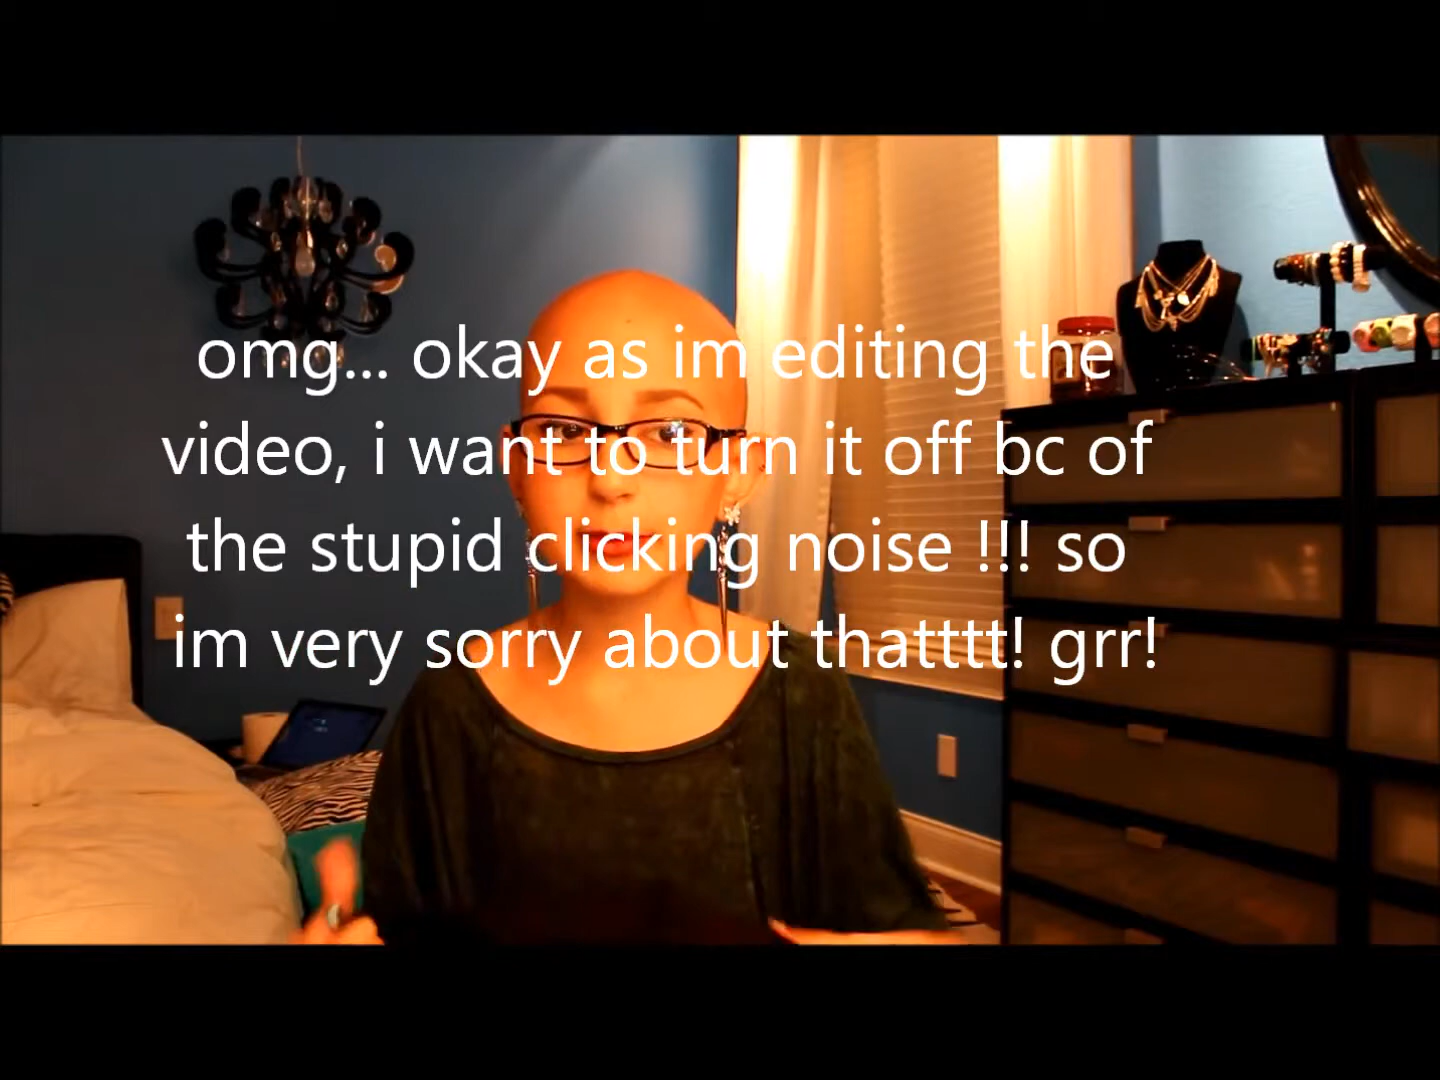 omg... okay as im editing the
video, i want to turn it off bc of
the stupid clicking noise !!! so
im very sorry about thatttt! grr!